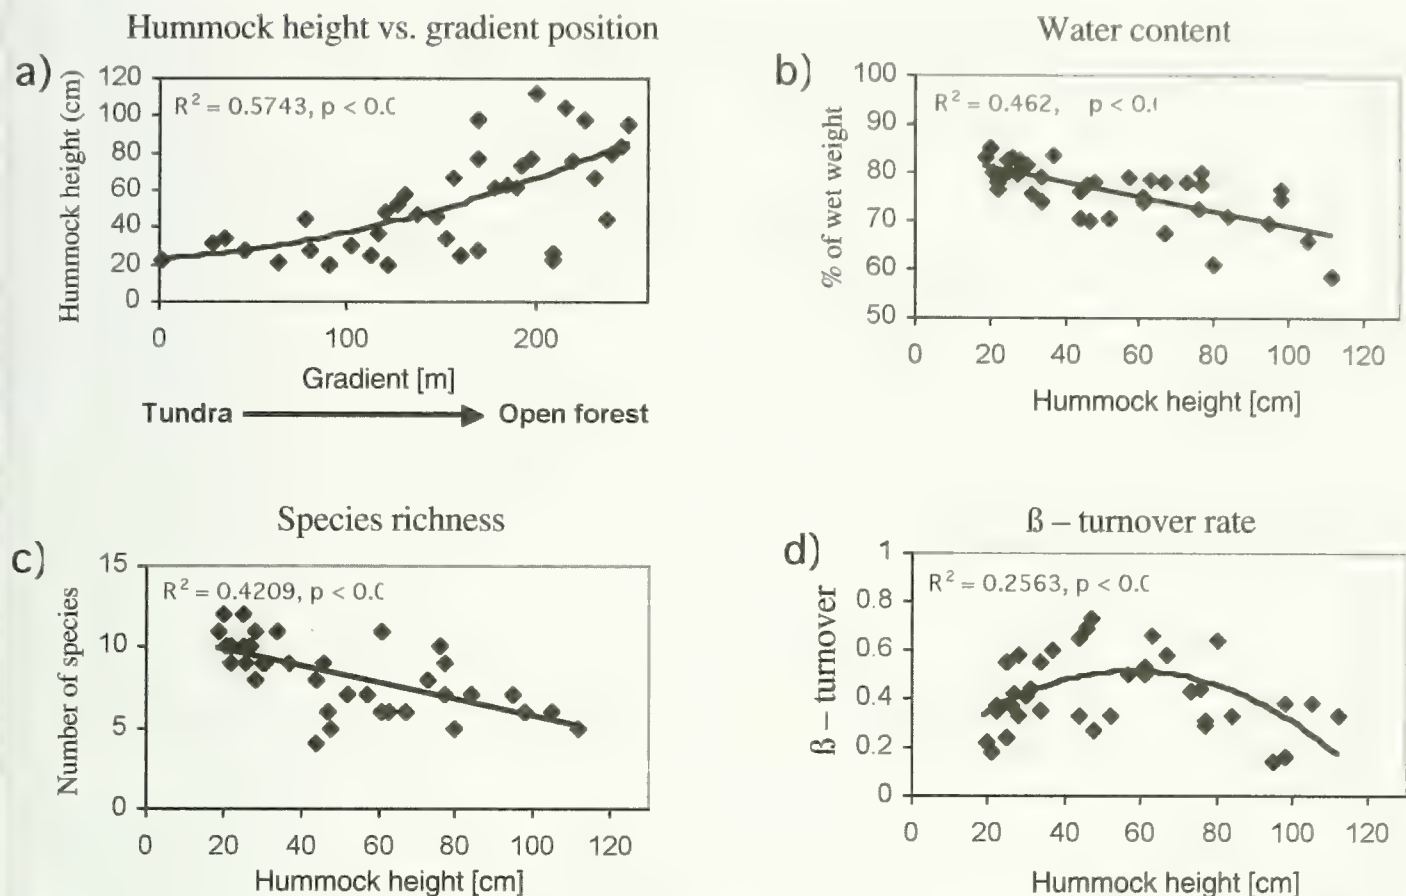 Hummock height vs. gradient position
a)
Hummock height (cm)
120
100
80
60
40
20
0
R² = 0.5743, p < 0.0
0 100 200
Gradient [m]
Tundra Open forest
Water content
b)
% of wet weight
100
90
80
70
60
50
R² = 0.462, p < 0.
0 20 40 60 80 100 120
Hummock height [cm]
Species richness
c)
Number of species
15
10
5
0
R² = 0.4209, p < 0.0
0 20 40 60 80 100 120
Hummock height [cm]
ß – turnover rate
d)
ß – turnover
1
0.8
0.6
0.4
0.2
0
R² = 0.2563, p < 0.0
0 20 40 60 80 100 120
Hummock height [cm]